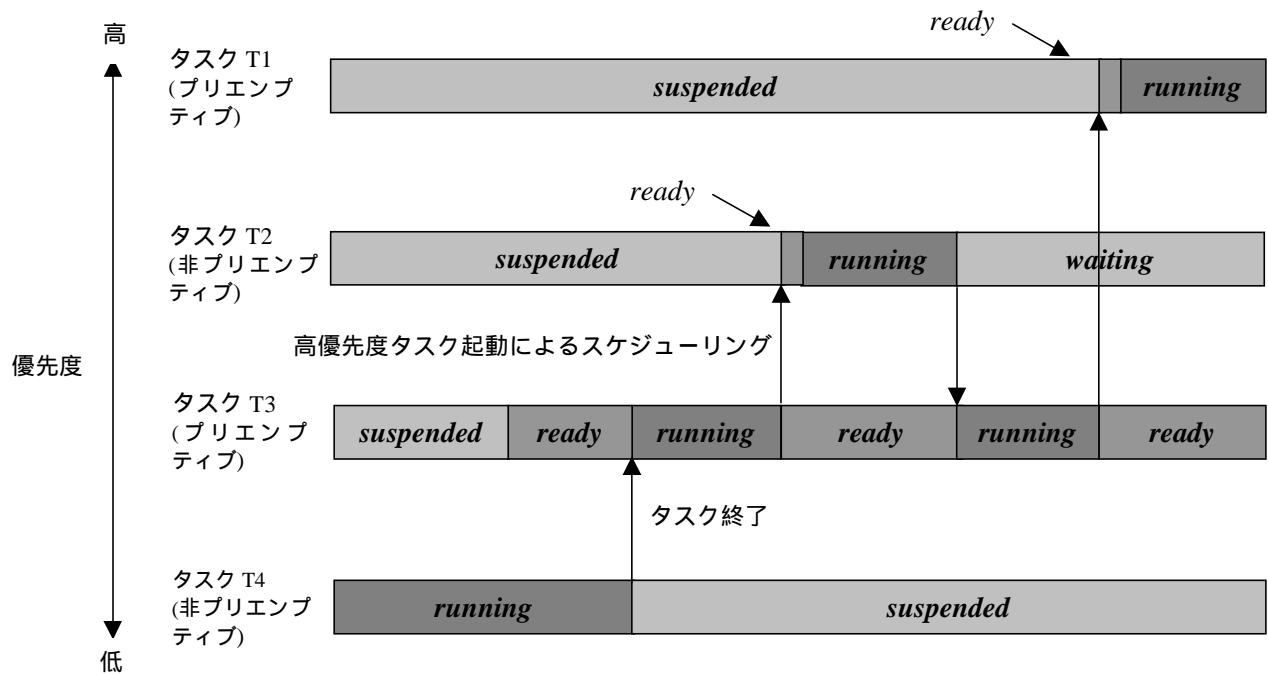 高
ready
タスク T1
(プリエンプ
ティブ)
suspended
running
ready
タスク T2
(非プリエンプ
ティブ)
suspended
running
waiting
高優先度タスク起動によるスケジューリング
優先度
タスク T3
(プリエンプ
ティブ)
suspended
ready
running
ready
running
ready
タスク終了
タスク T4
(非プリエンプ
ティブ)
running
suspended
低